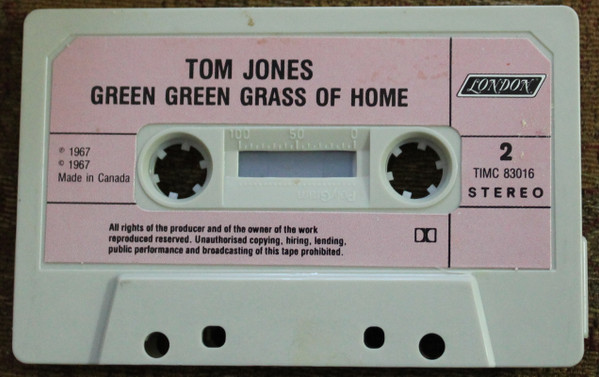 TOM JONES
GREEN GREEN GRASS OF HOME
LONDON
℗ 1967
© 1967
Made in Canada
100 50 0
2
TIMC 83016
STEREO
All rights of the producer and of the owner of the work
reproduced reserved. Unauthorised copying, hiring, lending,
public performance and broadcasting of this tape prohibited.